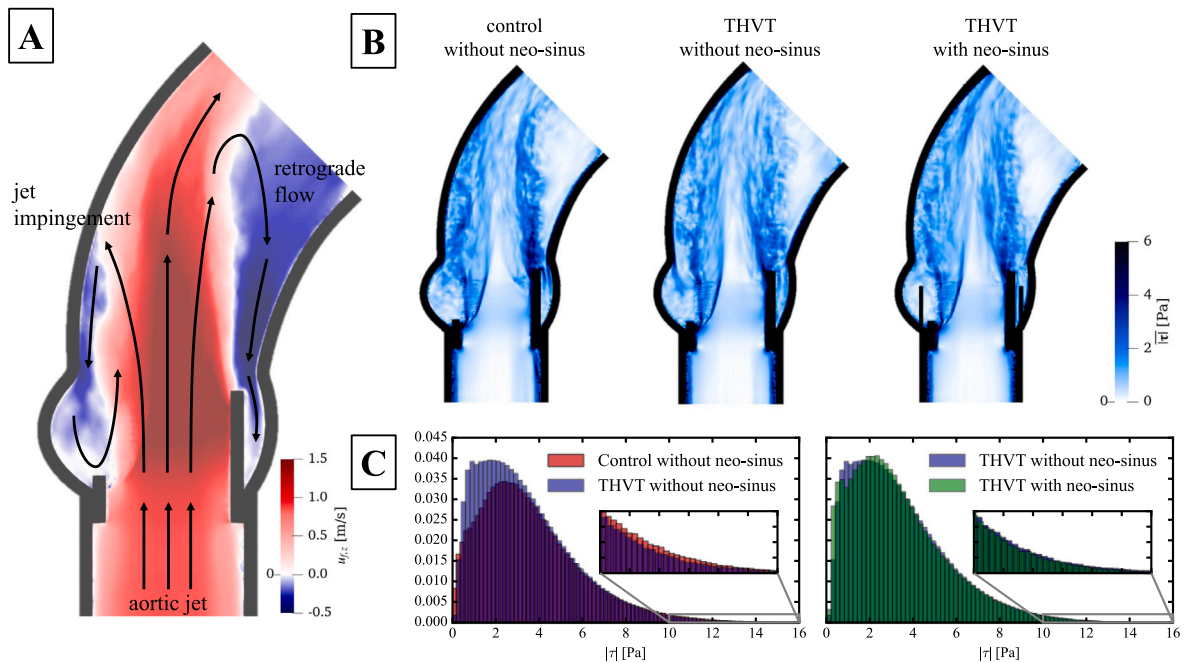 A
jet
impingement
retrograde
flow
aortic jet
1.5
1.0
0.5
0
0.0
-0.5
u_{f,z} [m/s]
B
control
without neo-sinus
THVT
without neo-sinus
THVT
with neo-sinus
6
4
2
0
0
|τ| [Pa]
C
0.045
0.040
0.035
0.030
0.025
0.020
0.015
0.010
0.005
0.000
Control without neo-sinus
THVT without neo-sinus
0 2 4 6 8 10 12 14 16
|τ| [Pa]
THVT without neo-sinus
THVT with neo-sinus
0 2 4 6 8 10 12 14 16
|τ| [Pa]